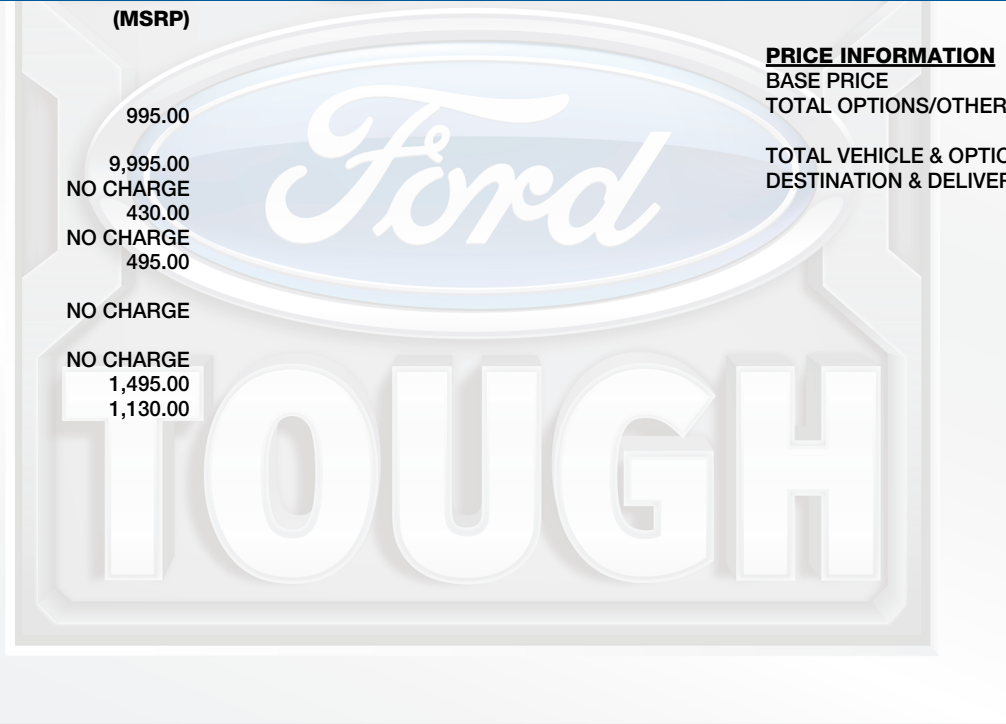 (MSRP)
995.00
9,995.00
NO CHARGE
430.00
NO CHARGE
495.00
NO CHARGE
NO CHARGE
1,495.00
1,130.00
PRICE INFORMATION
BASE PRICE
TOTAL OPTIONS/OTHER
TOTAL VEHICLE & OPTIO
DESTINATION & DELIVER
Ford
TOUGH